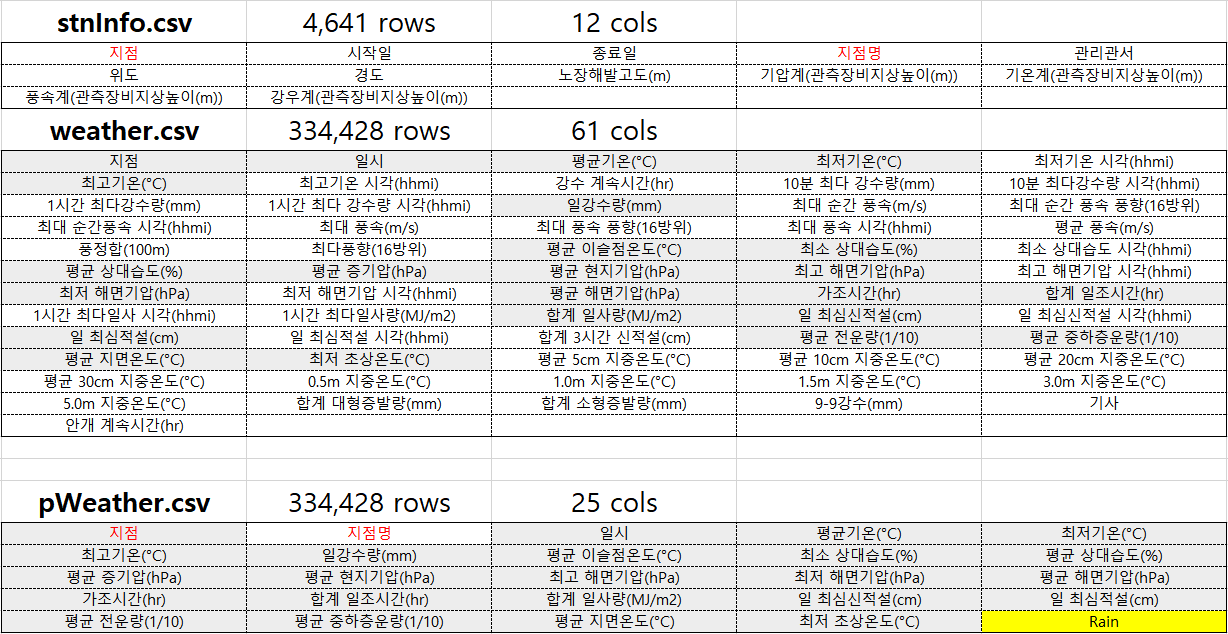 stnInfo.csv 4,641 rows 12 cols
지점 시작일 종료일 지점명 관리관서
위도 경도 노장해발고도(m) 기압계(관측장비지상높이(m)) 기온계(관측장비지상높이(m))
풍속계(관측장비지상높이(m)) 강우계(관측장비지상높이(m))
weather.csv 334,428 rows 61 cols
지점 일시 평균기온(°C) 최저기온(°C) 최저기온 시각(hhmi)
최고기온(°C) 최고기온 시각(hhmi) 강수 계속시간(hr) 10분 최다 강수량(mm) 10분 최다강수량 시각(hhmi)
1시간 최다강수량(mm) 1시간 최다 강수량 시각(hhmi) 일강수량(mm) 최대 순간 풍속(m/s) 최대 순간 풍속 풍향(16방위)
최대 순간풍속 시각(hhmi) 최대 풍속(m/s) 최대 풍속 풍향(16방위) 최대 풍속 시각(hhmi) 평균 풍속(m/s)
풍정합(100m) 최다풍향(16방위) 평균 이슬점온도(°C) 최소 상대습도(%) 최소 상대습도 시각(hhmi)
평균 상대습도(%) 평균 증기압(hPa) 평균 현지기압(hPa) 최고 해면기압(hPa) 최고 해면기압 시각(hhmi)
최저 해면기압(hPa) 최저 해면기압 시각(hhmi) 평균 해면기압(hPa) 가조시간(hr) 합계 일조시간(hr)
1시간 최다일사 시각(hhmi) 1시간 최다일사량(MJ/m2) 합계 일사량(MJ/m2) 일 최심신적설(cm) 일 최심신적설 시각(hhmi)
일 최심적설(cm) 일 최심적설 시각(hhmi) 합계 3시간 신적설(cm) 평균 전운량(1/10) 평균 중하층운량(1/10)
평균 지면온도(°C) 최저 초상온도(°C) 평균 5cm 지중온도(°C) 평균 10cm 지중온도(°C) 평균 20cm 지중온도(°C)
평균 30cm 지중온도(°C) 0.5m 지중온도(°C) 1.0m 지중온도(°C) 1.5m 지중온도(°C) 3.0m 지중온도(°C)
5.0m 지중온도(°C) 합계 대형증발량(mm) 합계 소형증발량(mm) 9-9강수(mm) 기사
안개 계속시간(hr)
pWeather.csv 334,428 rows 25 cols
지점 지점명 일시 평균기온(°C) 최저기온(°C)
최고기온(°C) 일강수량(mm) 평균 이슬점온도(°C) 최소 상대습도(%) 평균 상대습도(%)
평균 증기압(hPa) 평균 현지기압(hPa) 최고 해면기압(hPa) 최저 해면기압(hPa) 평균 해면기압(hPa)
가조시간(hr) 합계 일조시간(hr) 합계 일사량(MJ/m2) 일 최심신적설(cm) 일 최심적설(cm)
평균 전운량(1/10) 평균 중하층운량(1/10) 평균 지면온도(°C) 최저 초상온도(°C) Rain